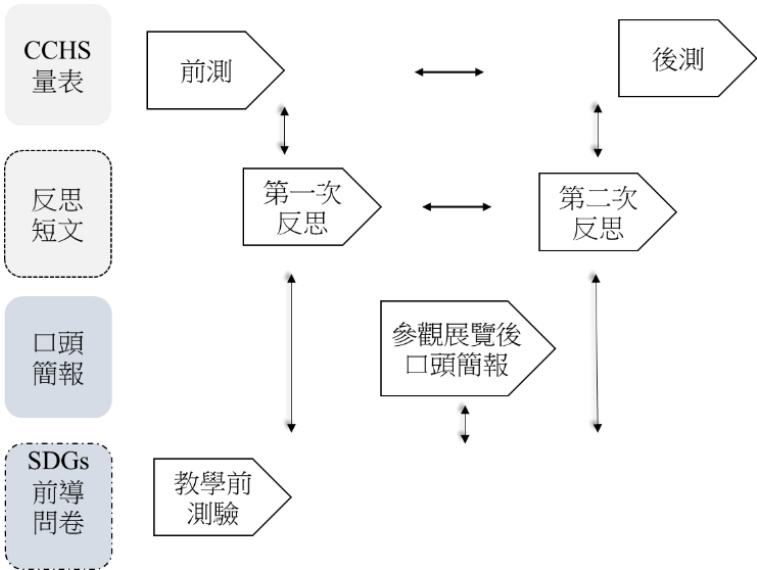 CCHS
量表
前測
後測
反思
短文
第一次
反思
第二次
反思
口頭
簡報
參觀展覽後
口頭簡報
SDGs
前導
問卷
教學前
測驗